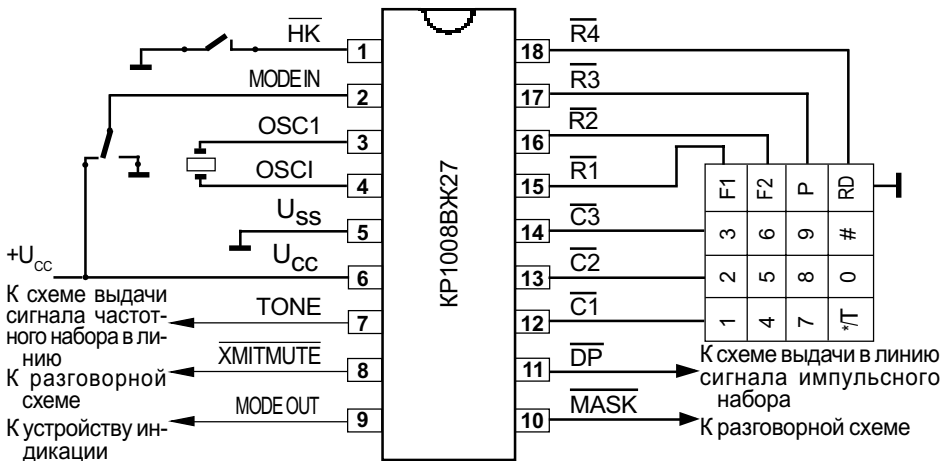 HK
1
MODE IN
2
OSC1
3
OSCI
4
USS
5
+UCC
UCC
6
К схеме выдачи
сигнала частот-
ного набора в ли-
нию
TONE
7
К разговорной
схеме
XMITMUTE
8
К устройству ин-
дикации
MODE OUT
9
КР1008ВЖ27
18
R4
17
R3
16
R2
15
R1
14
C3
13
C2
12
C1
11
DP
К схеме выдачи в линию
сигнала импульсного
набора
10
MASK
К разговорной схеме
F1 F2 P RD
3 6 9 #
2 5 8 0
1 4 7 */T